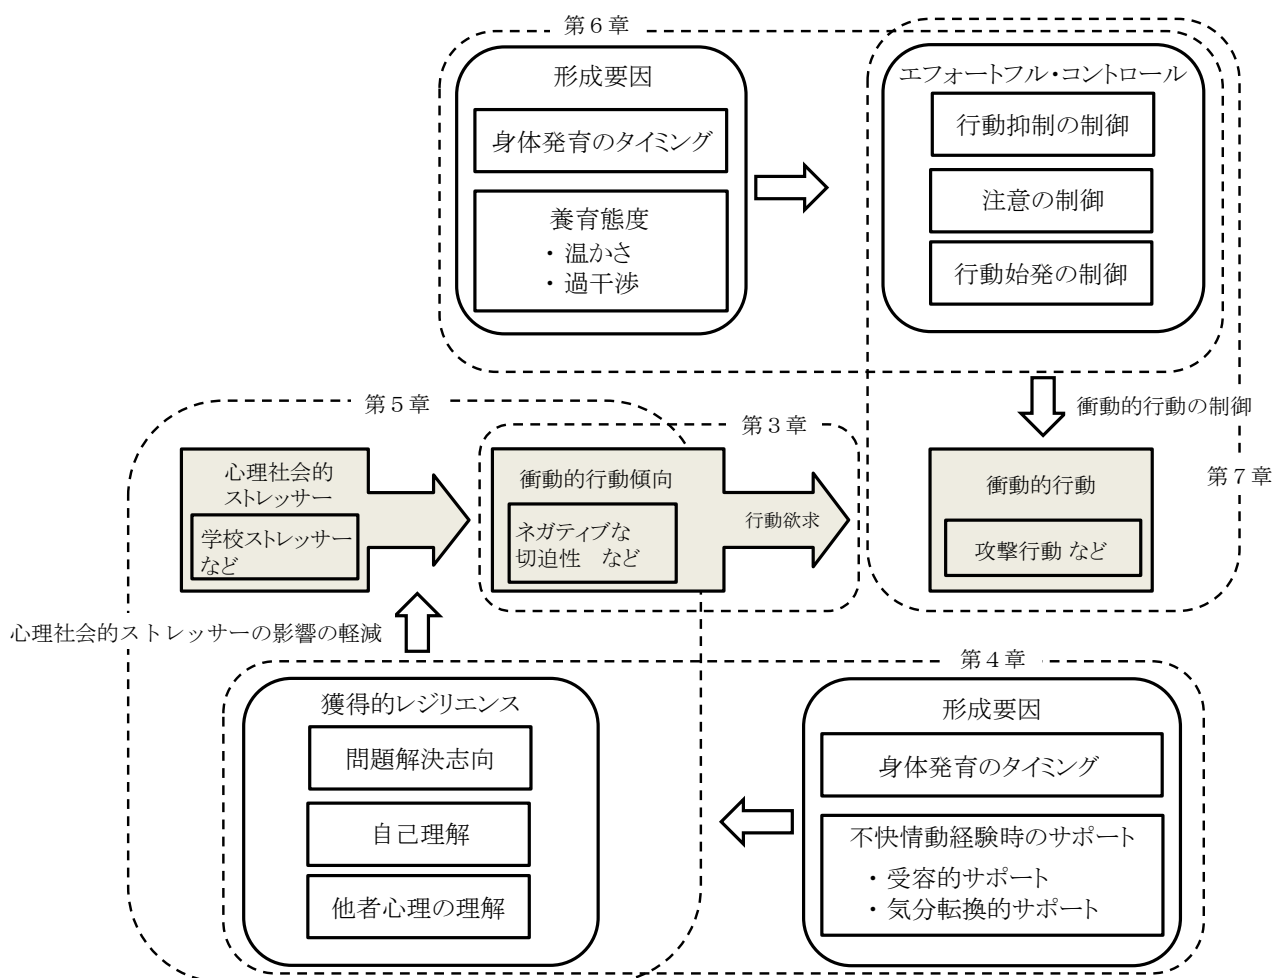 第６章
形成要因
身体発育のタイミング
養育態度
・ 温かさ
・ 過干渉
エフォートフル・コントロール
行動抑制の制御
注意の制御
行動始発の制御
衝動的行動の制御
第５章
第３章
第７章
心理社会的
ストレッサー
学校ストレッサー
など
衝動的行動傾向
ネガティブな
切迫性　など
行動欲求
衝動的行動
攻撃行動 など
心理社会的ストレッサーの影響の軽減
第４章
獲得的レジリエンス
問題解決志向
自己理解
他者心理の理解
形成要因
身体発育のタイミング
不快情動経験時のサポート
・ 受容的サポート
・ 気分転換的サポート